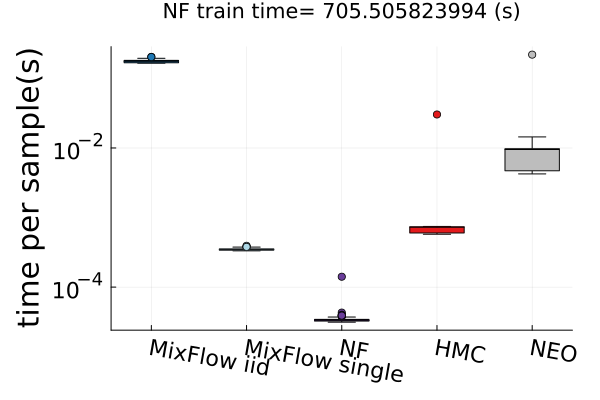 NF train time= 705.505823994 (s)
time per sample(s)
10⁻²
10⁻⁴
MixFlow iid
MixFlow single
NF
HMC
NEO